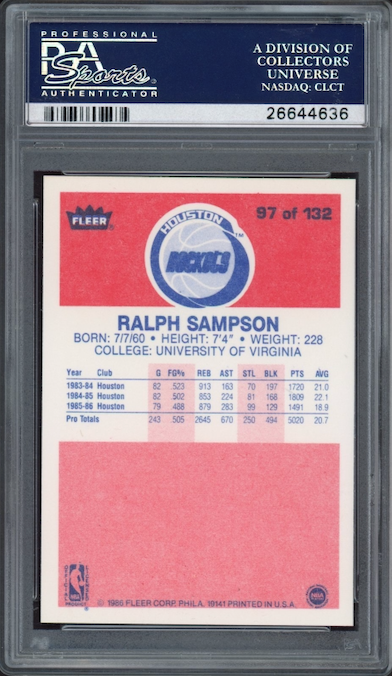 PROFESSIONAL
PSA
Sports
AUTHENTICATOR
A DIVISION OF
COLLECTORS
UNIVERSE
NASDAQ: CLCT
26644636
FLEER
HOUSTON
ROCKETS
TM
97 of 132
RALPH SAMPSON
BORN: 7/7/60 • HEIGHT: 7'4" • WEIGHT: 228
COLLEGE: UNIVERSITY OF VIRGINIA
Year Club G FG% REB AST STL BLK PTS AVG
1983-84 Houston 82 .523 913 163 70 197 1720 21.0
1984-85 Houston 82 .502 853 224 81 168 1809 22.1
1985-86 Houston 79 .488 879 283 99 129 1491 18.9
Pro Totals 243 .505 2645 670 250 494 5020 20.7
NBA
© 1986 FLEER CORP. PHILA. 19141 PRINTED IN U.S.A.